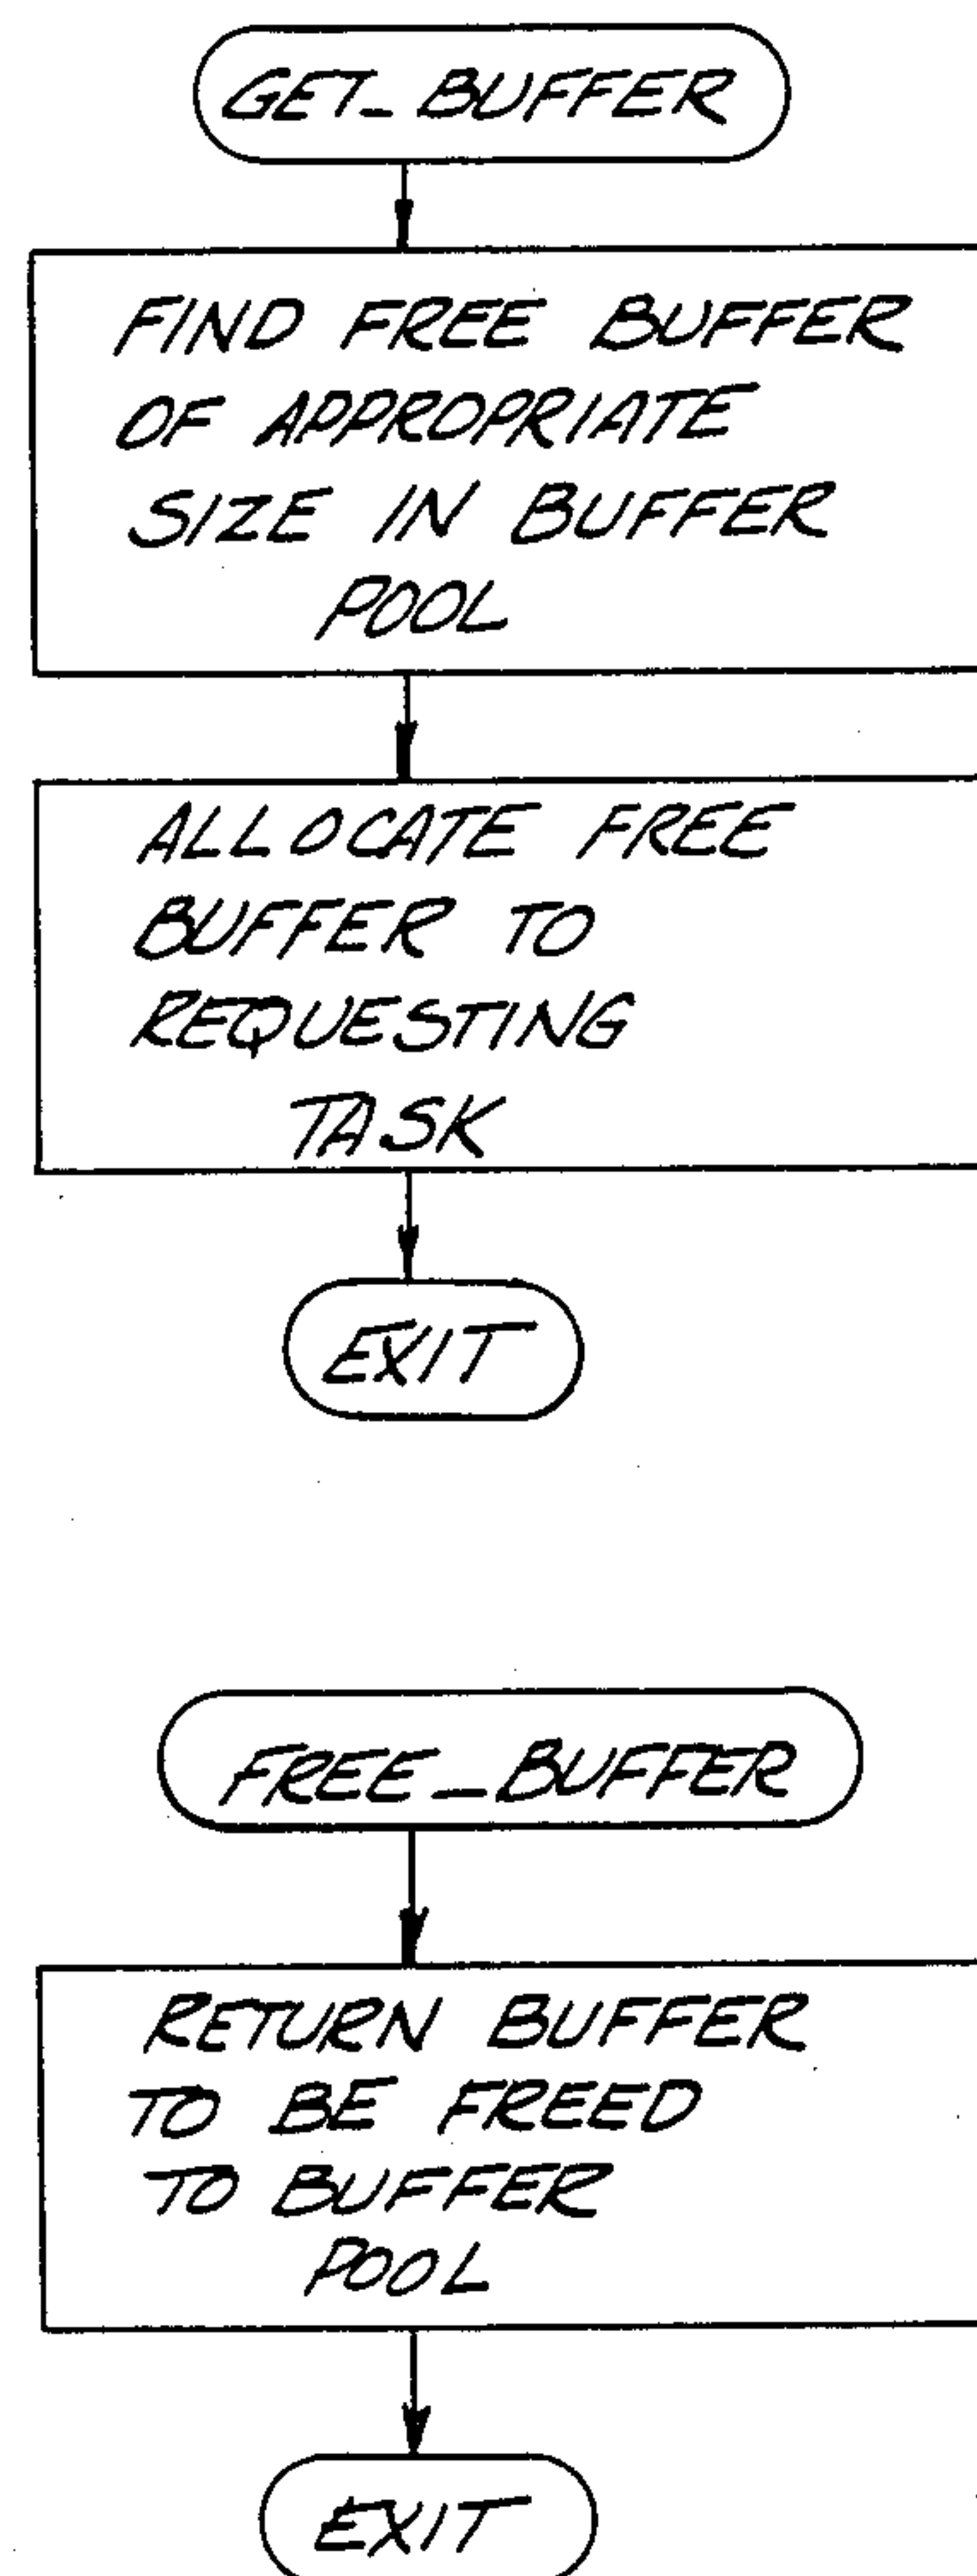 GET_BUFFER
FIND FREE BUFFER
OF APPROPRIATE
SIZE IN BUFFER
POOL
ALLOCATE FREE
BUFFER TO
REQUESTING
TASK
EXIT
FREE_BUFFER
RETURN BUFFER
TO BE FREED
TO BUFFER
POOL
EXIT